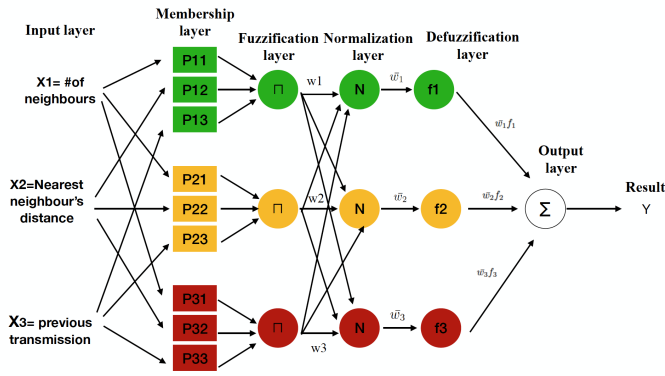 Input layer
Membership
layer
Fuzzification
layer
Normalization
layer
Defuzzification
layer
X1= #of
neighbours
X2=Nearest
neighbour's
distance
X3= previous
transmission
P11
P12
P13
P21
P22
P23
P31
P32
P33
Π
Π
Π
w1
w2
w3
N
N
N
w̄₁
w̄₂
w̄₃
f1
f2
f3
w̄₁f₁
w̄₂f₂
w̄₃f₃
Output
layer
Σ
Result
Y